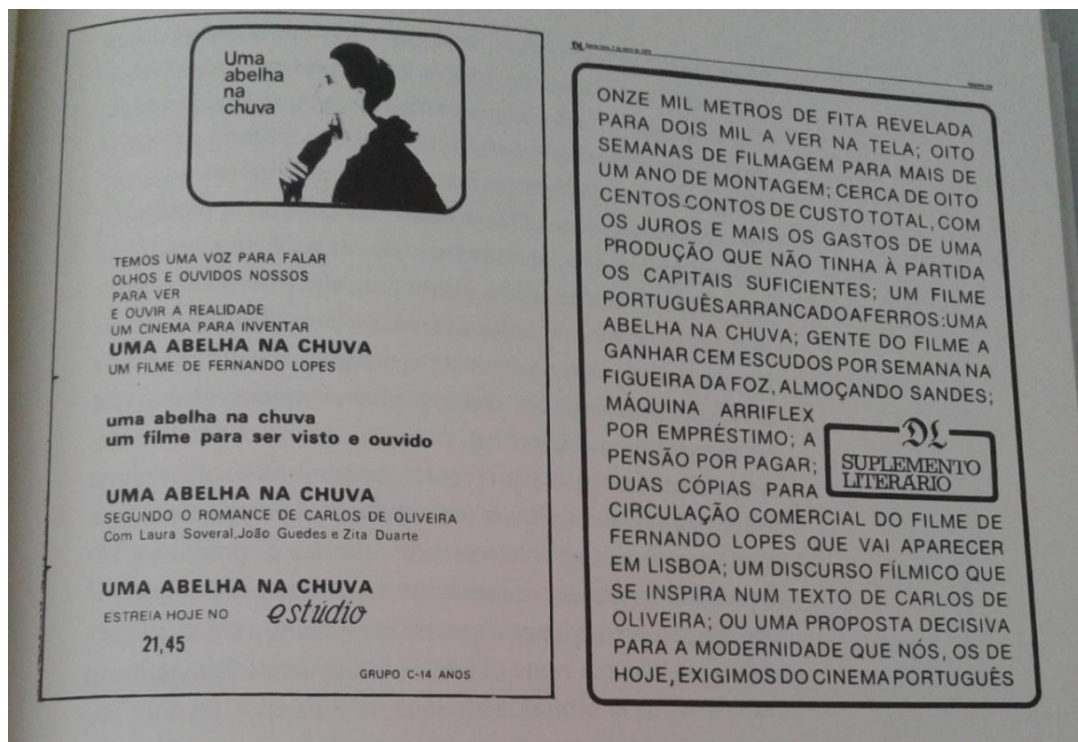 Uma
abelha
na
chuva
TEMOS UMA VOZ PARA FALAR
OLHOS E OUVIDOS NOSSOS
PARA VER
E OUVIR A REALIDADE
UM CINEMA PARA INVENTAR
UMA ABELHA NA CHUVA
UM FILME DE FERNANDO LOPES
uma abelha na chuva
um filme para ser visto e ouvido
UMA ABELHA NA CHUVA
SEGUNDO O ROMANCE DE CARLOS DE OLIVEIRA
Com Laura Soveral, João Guedes e Zita Duarte
UMA ABELHA NA CHUVA
ESTREIA HOJE NO estúdio
21,45
GRUPO C-14 ANOS
DL
ONZE MIL METROS DE FITA REVELADA
PARA DOIS MIL A VER NA TELA; OITO
SEMANAS DE FILMAGEM PARA MAIS DE
UM ANO DE MONTAGEM; CERCA DE OITO
CENTOS CONTOS DE CUSTO TOTAL, COM
OS JUROS E MAIS OS GASTOS DE UMA
PRODUÇÃO QUE NÃO TINHA À PARTIDA
OS CAPITAIS SUFICIENTES; UM FILME
PORTUGUÊS ARRANCADO A FERROS: UMA
ABELHA NA CHUVA; GENTE DO FILME A
GANHAR CEM ESCUDOS POR SEMANA NA
FIGUEIRA DA FOZ, ALMOÇANDO SANDES;
MÁQUINA ARRIFLEX
POR EMPRÉSTIMO; A
PENSÃO POR PAGAR;
DUAS CÓPIAS PARA
CIRCULAÇÃO COMERCIAL DO FILME DE
FERNANDO LOPES QUE VAI APARECER
EM LISBOA; UM DISCURSO FÍLMICO QUE
SE INSPIRA NUM TEXTO DE CARLOS DE
OLIVEIRA; OU UMA PROPOSTA DECISIVA
PARA A MODERNIDADE QUE NÓS, OS DE
HOJE, EXIGIMOS DO CINEMA PORTUGUÊS
DL
SUPLEMENTO
LITERÁRIO